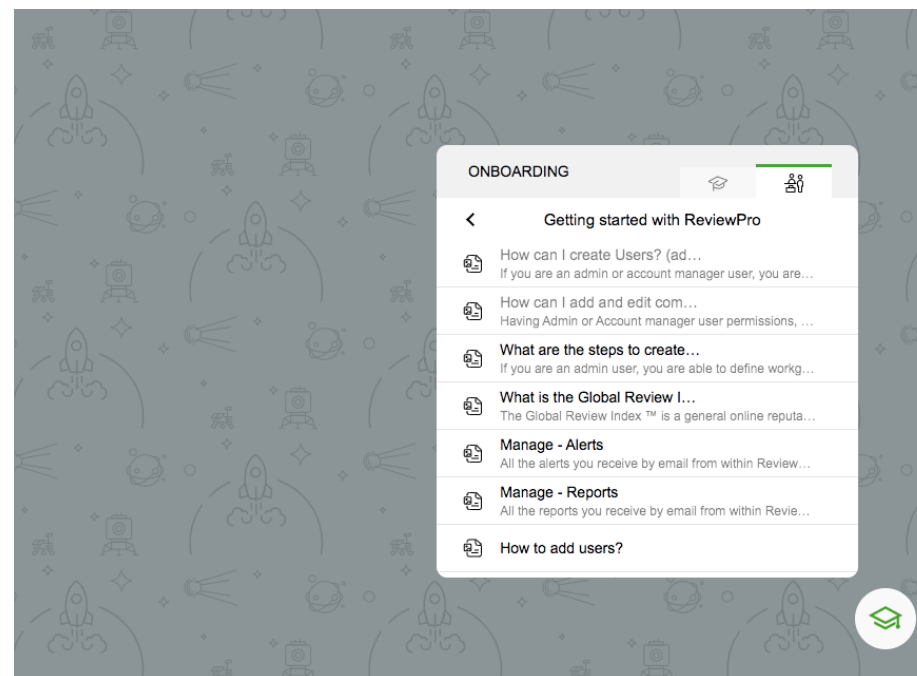 ONBOARDING
Getting started with ReviewPro
How can I create Users? (ad…
If you are an admin or account manager user, you are…
How can I add and edit com…
Having Admin or Account manager user permissions, …
What are the steps to create…
If you are an admin user, you are able to define workg…
What is the Global Review I…
The Global Review Index ™ is a general online reputa…
Manage - Alerts
All the alerts you receive by email from within Review…
Manage - Reports
All the reports you receive by email from within Revie…
How to add users?